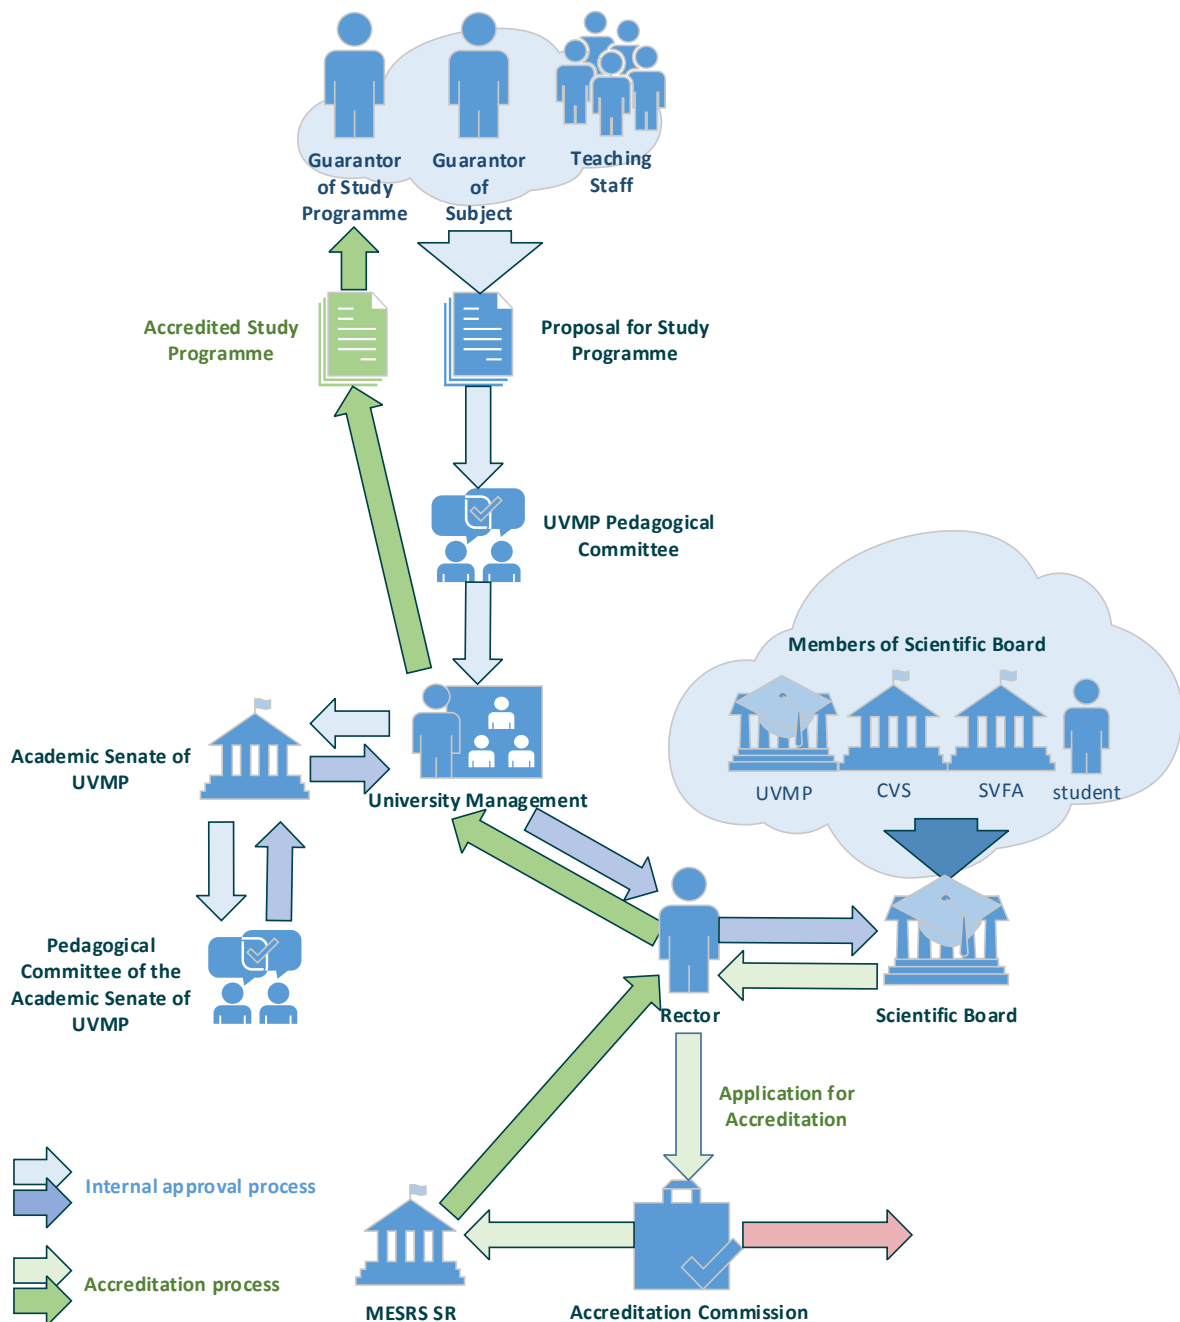 Guarantor
of Study
Programme
Guarantor
of
Subject
Teaching
Staff
Accredited Study
Programme
Proposal for Study
Programme
UVMP Pedagogical
Committee
Members of Scientific Board
UVMP
CVS
SVFA
student
Academic Senate of
UVMP
University Management
Pedagogical
Committee of the
Academic Senate of
UVMP
Rector
Scientific Board
Application for
Accreditation
Internal approval process
Accreditation process
MESRS SR
Accreditation Commission